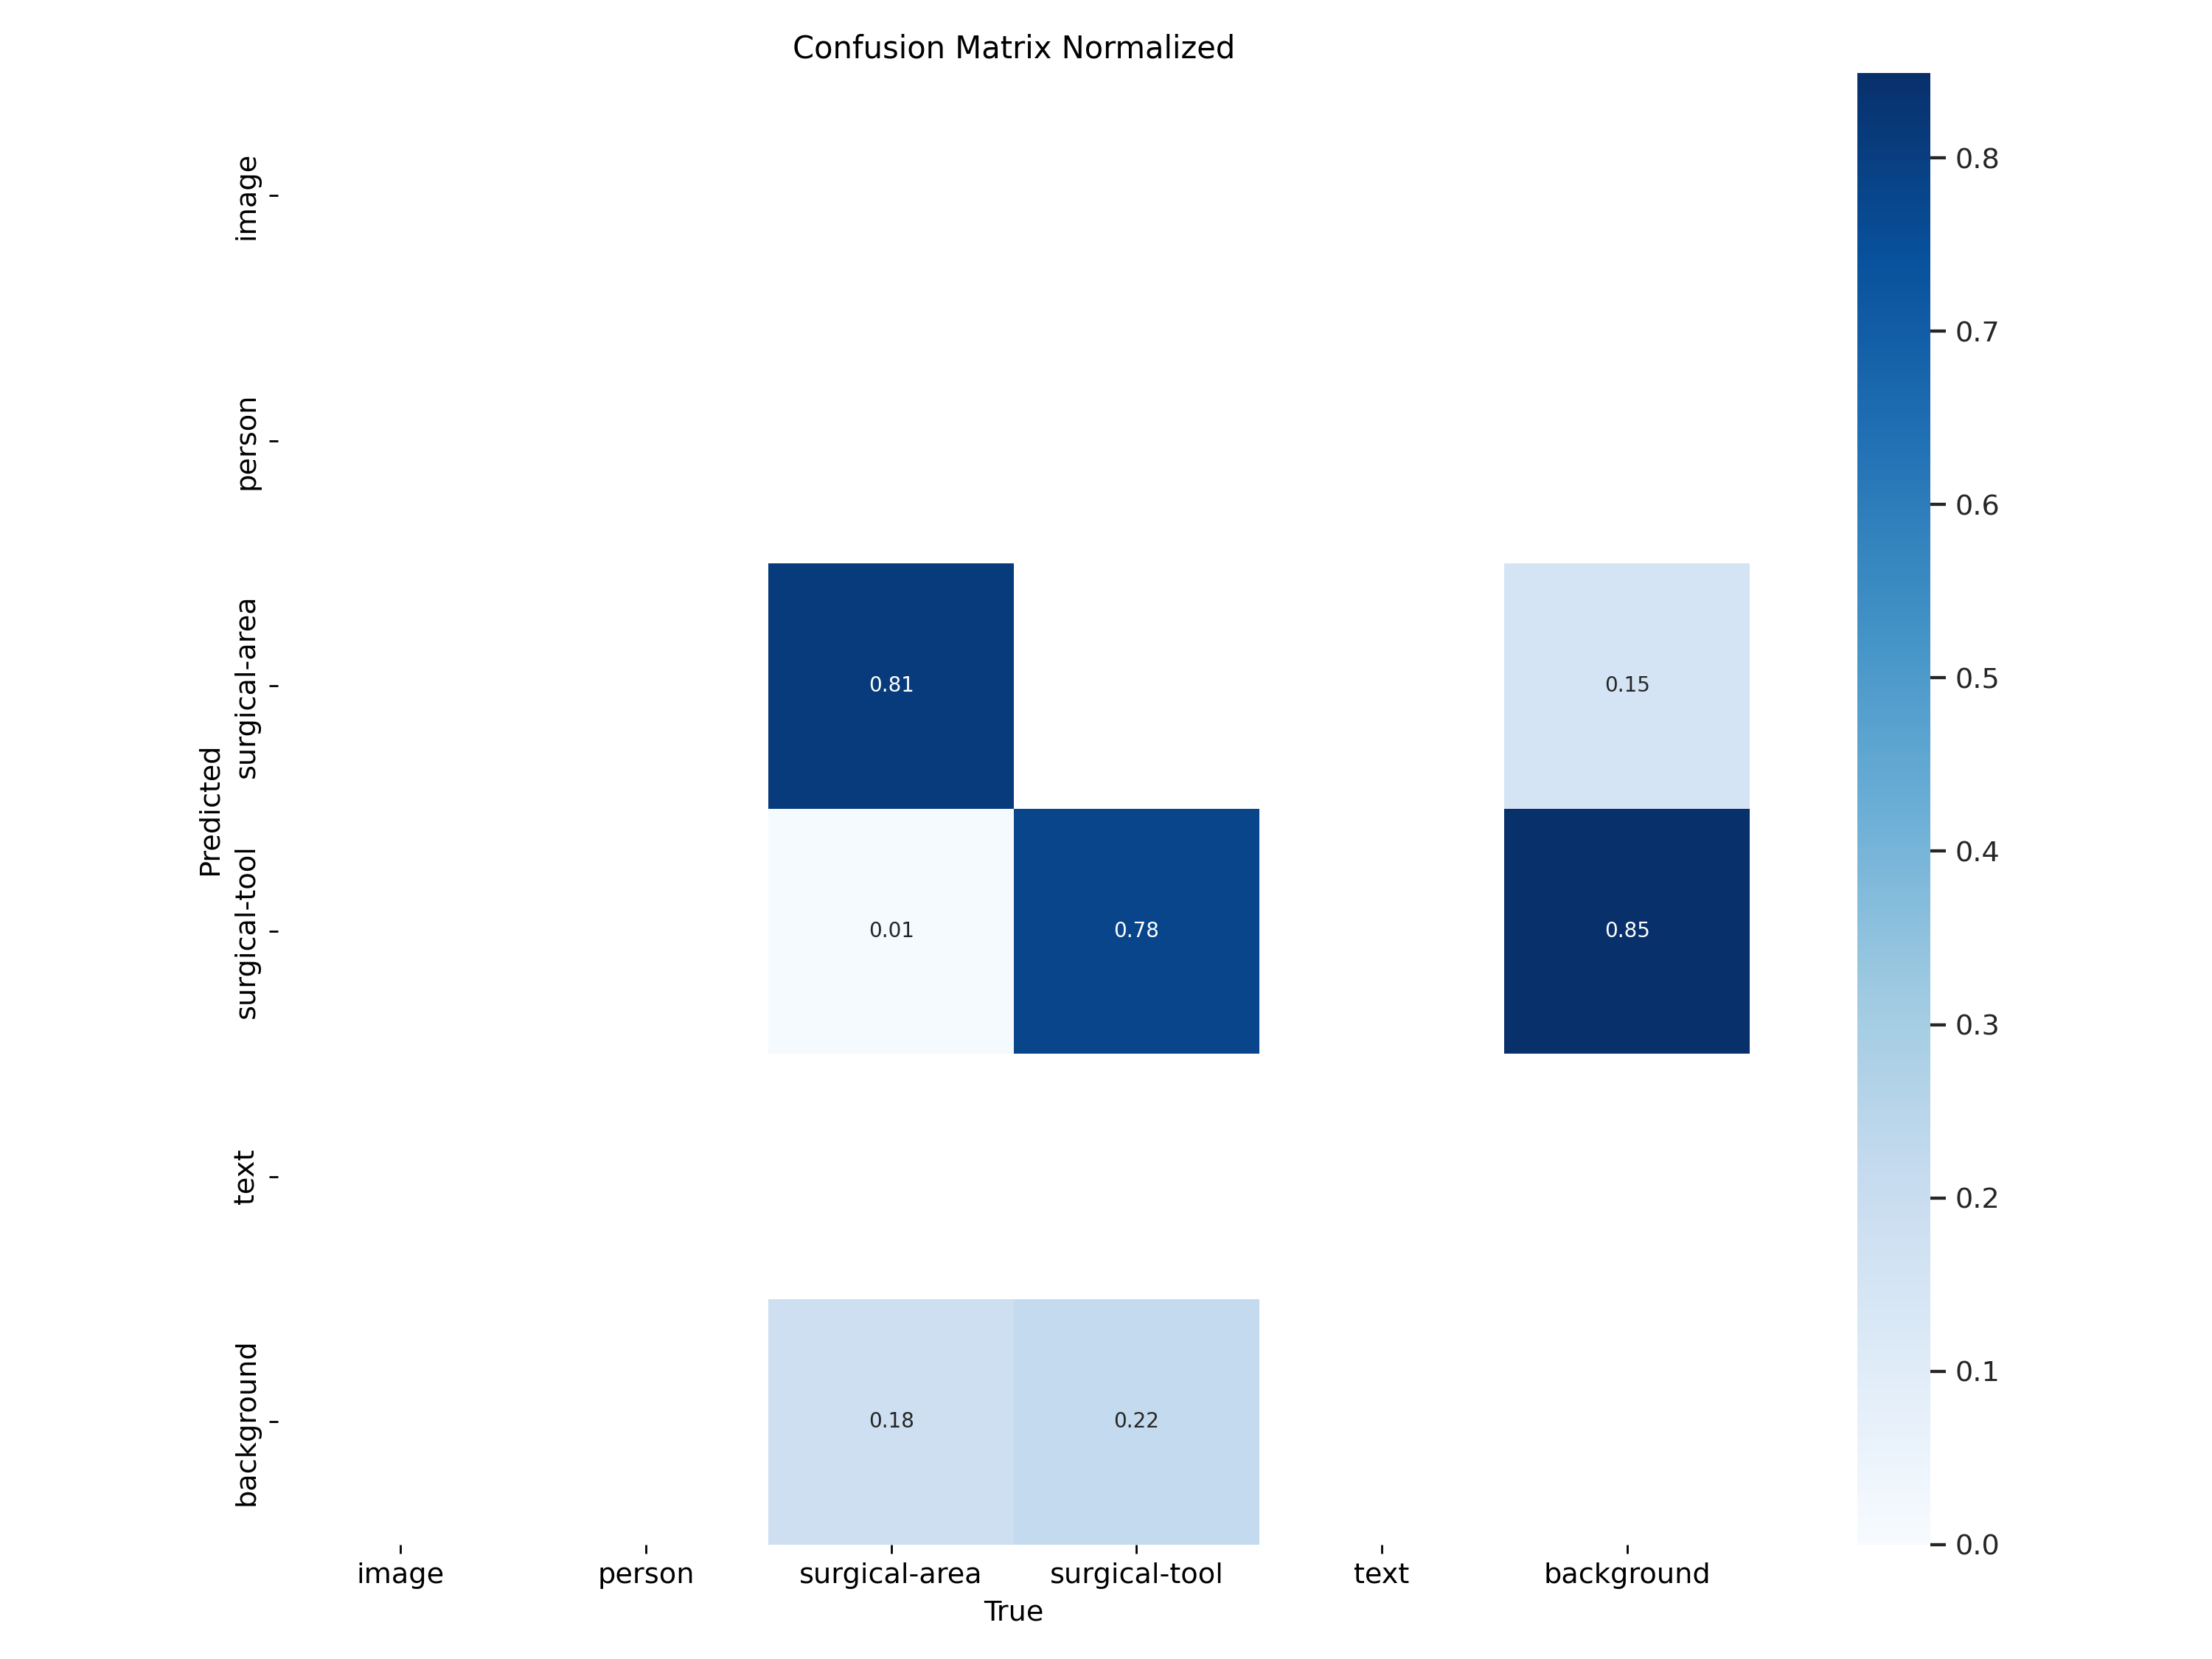 Confusion Matrix Normalized
image
person
surgical-area
surgical-tool
text
background
Predicted
0.81
0.15
0.01
0.78
0.85
0.18
0.22
image
person
surgical-area
surgical-tool
text
background
True
0.8
0.7
0.6
0.5
0.4
0.3
0.2
0.1
0.0